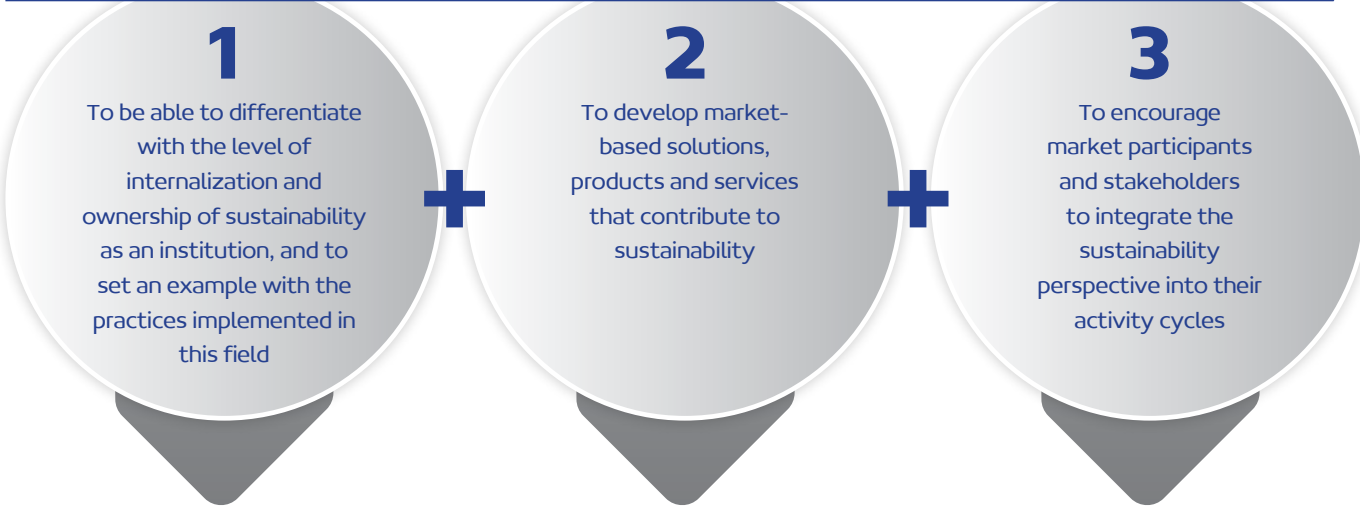 1
To be able to differentiate
with the level of
internalization and
ownership of sustainability
as an institution, and to
set an example with the
practices implemented in
this field
+
2
To develop market-
based solutions,
products and services
that contribute to
sustainability
+
3
To encourage
market participants
and stakeholders
to integrate the
sustainability
perspective into their
activity cycles